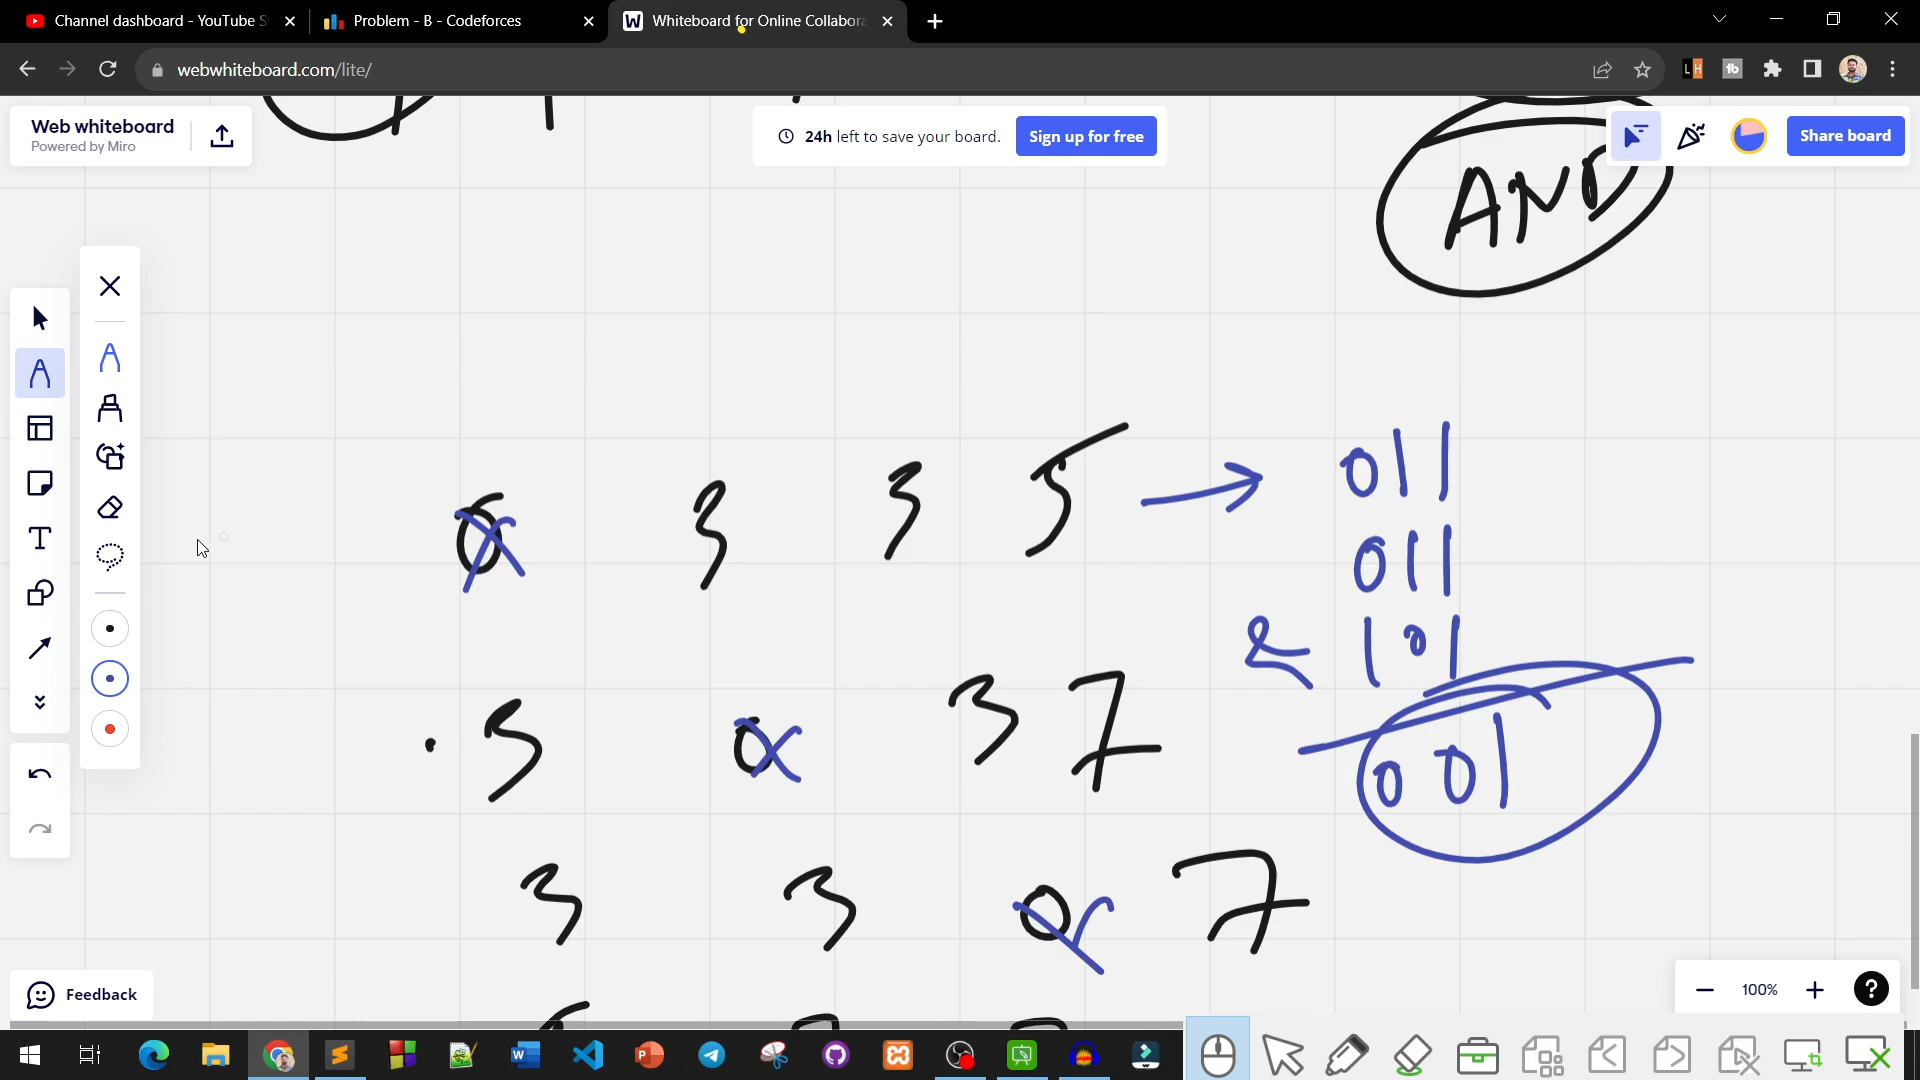 Channel dashboard - YouTube S
Problem - B - Codeforces
Whiteboard for Online Collabora
webwhiteboard.com/lite/
Web whiteboard
Powered by Miro
24h left to save your board.
Sign up for free
Share board
AND
0 3 3 5 → 011
011
& 101
. 3 0 3 7
001
3 3 0 7
Feedback
100%